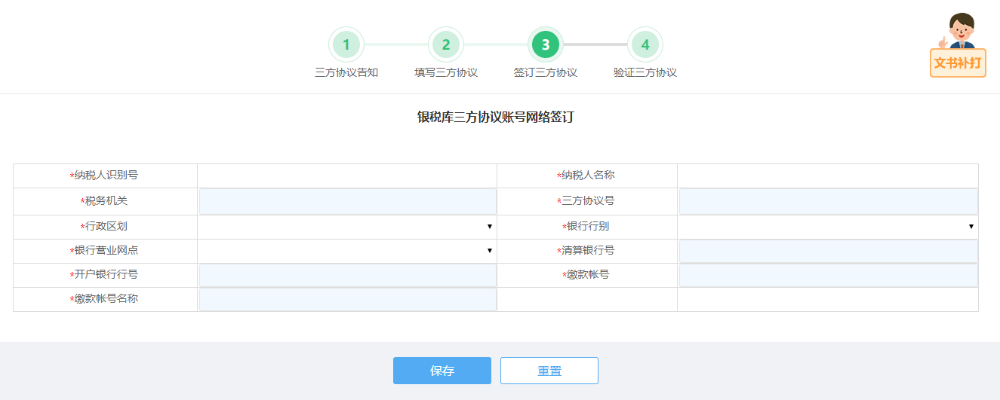 1 2 3 4
三方协议告知 填写三方协议 签订三方协议 验证三方协议
文书补打
银税库三方协议账号网络签订
*纳税人识别号 *纳税人名称
*税务机关 *三方协议号
*行政区划 *银行行别
*银行营业网点 *清算银行号
*开户银行行号 *缴款帐号
*缴款帐号名称
保存 重置